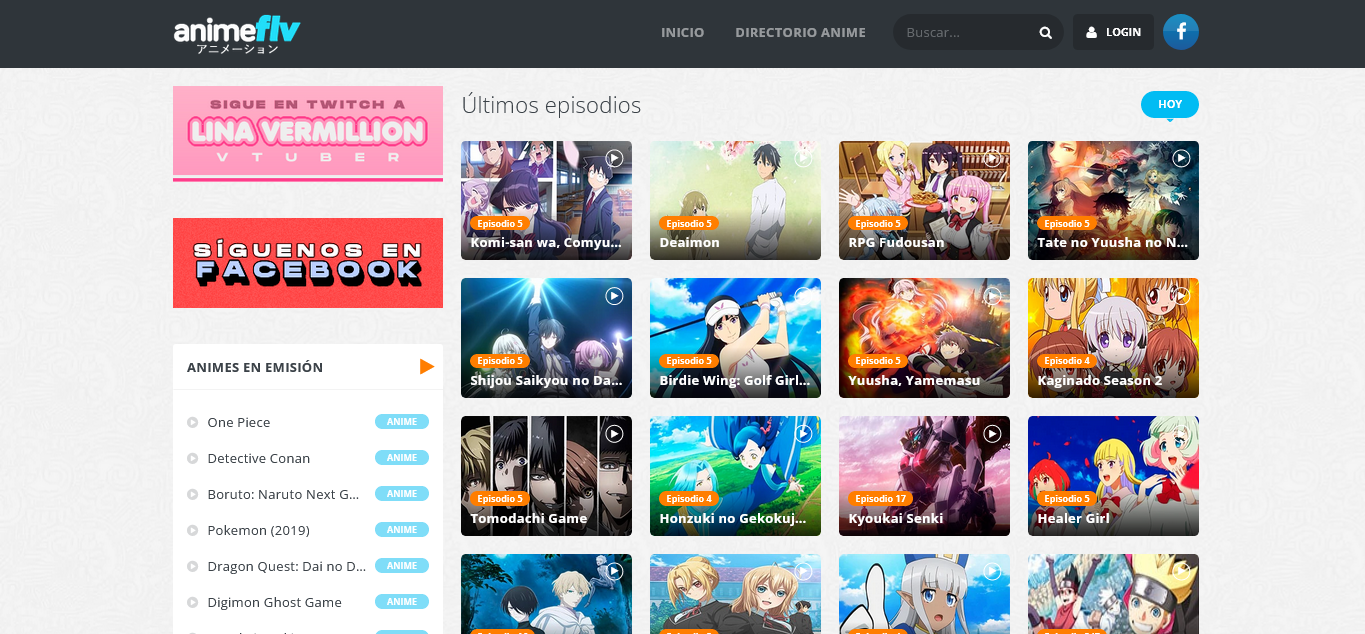 animeflv
アニメーション
INICIO
DIRECTORIO ANIME
Buscar...
LOGIN
f
SIGUE EN TWITCH A
LINA VERMILLION
VTUBER
SÍGUENOS EN
FACEBOOK
ANIMES EN EMISIÓN
One Piece
ANIME
Detective Conan
ANIME
Boruto: Naruto Next G...
ANIME
Pokemon (2019)
ANIME
Dragon Quest: Dai no D...
ANIME
Digimon Ghost Game
ANIME
Últimos episodios
HOY
Episodio 5
Komi-san wa, Comyu...
Episodio 5
Deaimon
Episodio 5
RPG Fudousan
Episodio 5
Tate no Yuusha no N...
Episodio 5
Shijou Saikyou no Da...
Episodio 5
Birdie Wing: Golf Girl...
Episodio 5
Yuusha, Yamemasu
Episodio 4
Kaginado Season 2
Episodio 5
Tomodachi Game
Episodio 4
Honzuki no Gekokuj...
Episodio 17
Kyoukai Senki
Episodio 5
Healer Girl